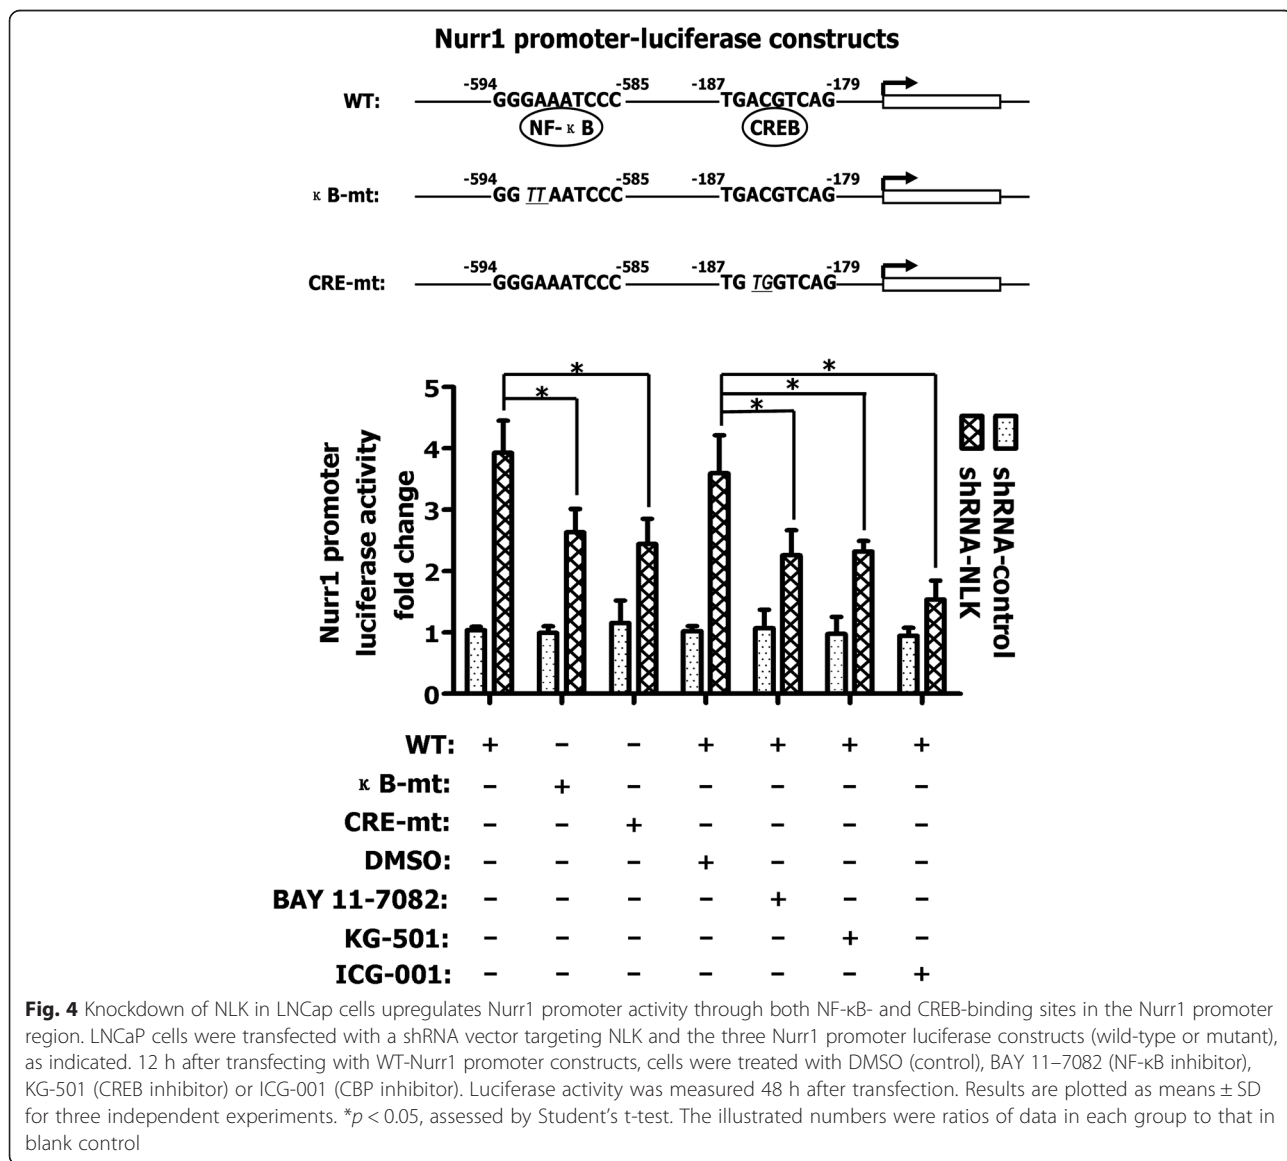 Nurr1 promoter-luciferase constructs
WT: -594 GGGAAATCCC -585 -187 TGACGTCAG -179
NF-κB CREB
κ B-mt: -594 GG TTAATCCC -585 -187 TGACGTCAG -179
CRE-mt: -594 GGGAAATCCC -585 -187 TG TGGTCAG -179
Nurr1 promoter
luciferase activity
fold change
5
4
3
2
1
0
* * * * *
shRNA-control
shRNA-NLK
WT: + – – + + + +
κ B-mt: – + – – – – –
CRE-mt: – – + – – – –
DMSO: – – – + – – –
BAY 11-7082: – – – – + – –
KG-501: – – – – – + –
ICG-001: – – – – – – +
Fig. 4 Knockdown of NLK in LNCap cells upregulates Nurr1 promoter activity through both NF-κB- and CREB-binding sites in the Nurr1 promoter
region. LNCaP cells were transfected with a shRNA vector targeting NLK and the three Nurr1 promoter luciferase constructs (wild-type or mutant),
as indicated. 12 h after transfecting with WT-Nurr1 promoter constructs, cells were treated with DMSO (control), BAY 11–7082 (NF-κB inhibitor),
KG-501 (CREB inhibitor) or ICG-001 (CBP inhibitor). Luciferase activity was measured 48 h after transfection. Results are plotted as means ± SD
for three independent experiments. *p < 0.05, assessed by Student's t-test. The illustrated numbers were ratios of data in each group to that in
blank control